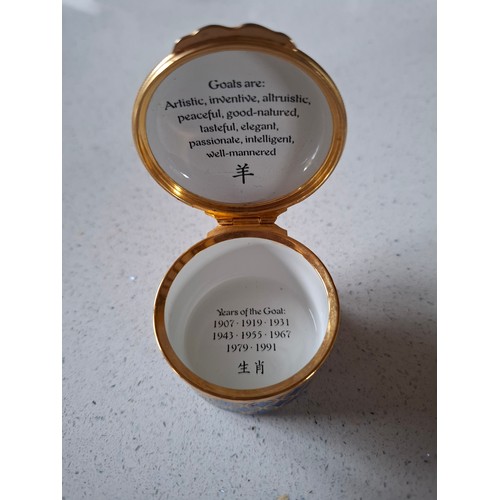 Goats are:
Artistic, inventive, altruistic,
peaceful, good-natured,
tasteful, elegant,
passionate, intelligent,
well-mannered
羊
Years of the Goat:
1907 · 1919 · 1931
1943 · 1955 · 1967
1979 · 1991
生肖